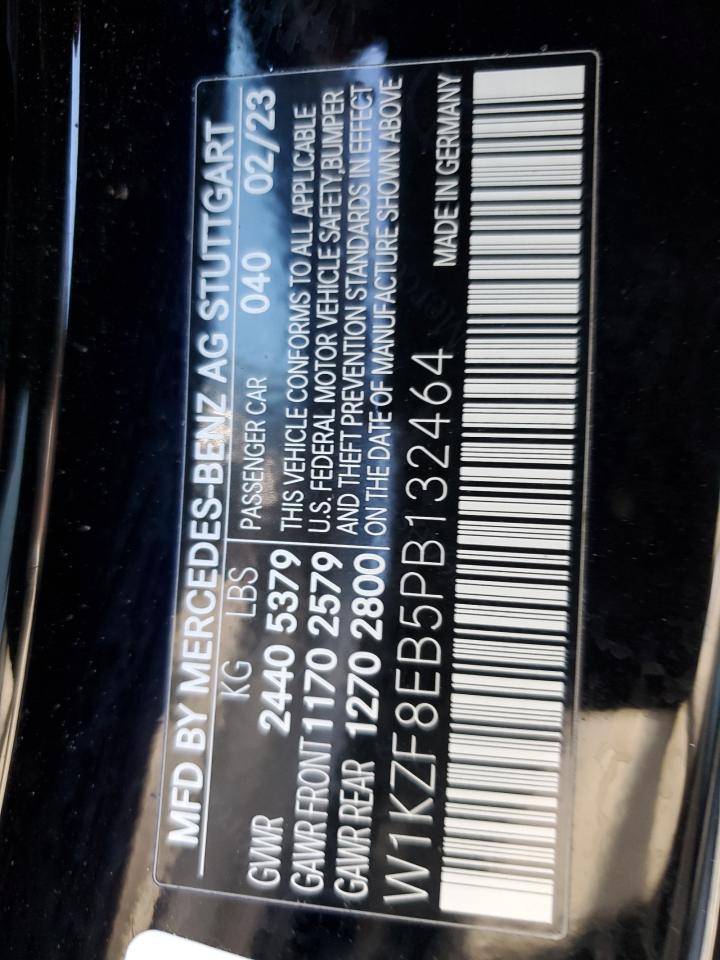 MFD BY MERCEDES-BENZ AG STUTTGART
KG LBS PASSENGER CAR 040 02/23
GVWR 2440 5379 THIS VEHICLE CONFORMS TO ALL APPLICABLE
GAWR FRONT 1170 2579 U.S. FEDERAL MOTOR VEHICLE SAFETY,BUMPER
GAWR REAR 1270 2800 AND THEFT PREVENTION STANDARDS IN EFFECT
ON THE DATE OF MANUFACTURE SHOWN ABOVE
W1KZF8EB5PB132464 MADE IN GERMANY